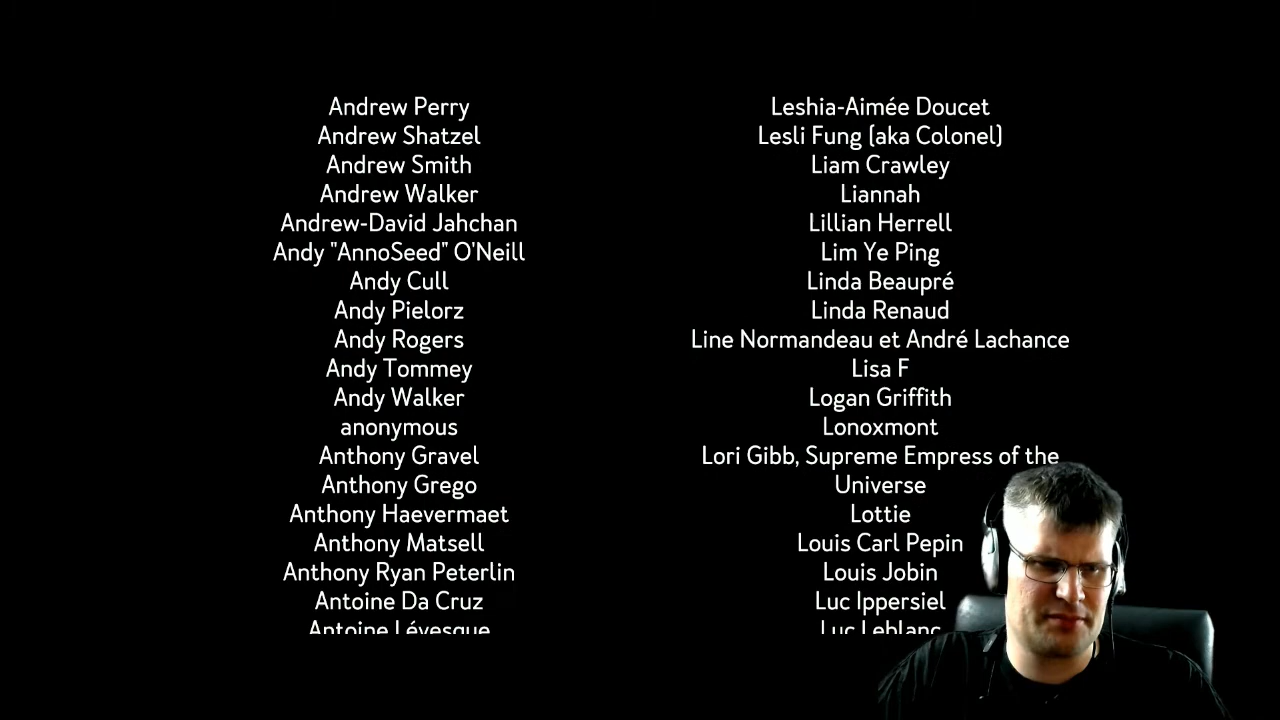 Andrew Perry
Andrew Shatzel
Andrew Smith
Andrew Walker
Andrew-David Jahchan
Andy "AnnoSeed" O'Neill
Andy Cull
Andy Pielorz
Andy Rogers
Andy Tommey
Andy Walker
anonymous
Anthony Gravel
Anthony Grego
Anthony Haevermaet
Anthony Matsell
Anthony Ryan Peterlin
Antoine Da Cruz
Antoine Lévesque
Leshia-Aimée Doucet
Lesli Fung (aka Colonel)
Liam Crawley
Liannah
Lillian Herrell
Lim Ye Ping
Linda Beaupré
Linda Renaud
Line Normandeau et André Lachance
Lisa F
Logan Griffith
Lonoxmont
Lori Gibb, Supreme Empress of the
Universe
Lottie
Louis Carl Pepin
Louis Jobin
Luc Ippersiel
Luc Leblanc